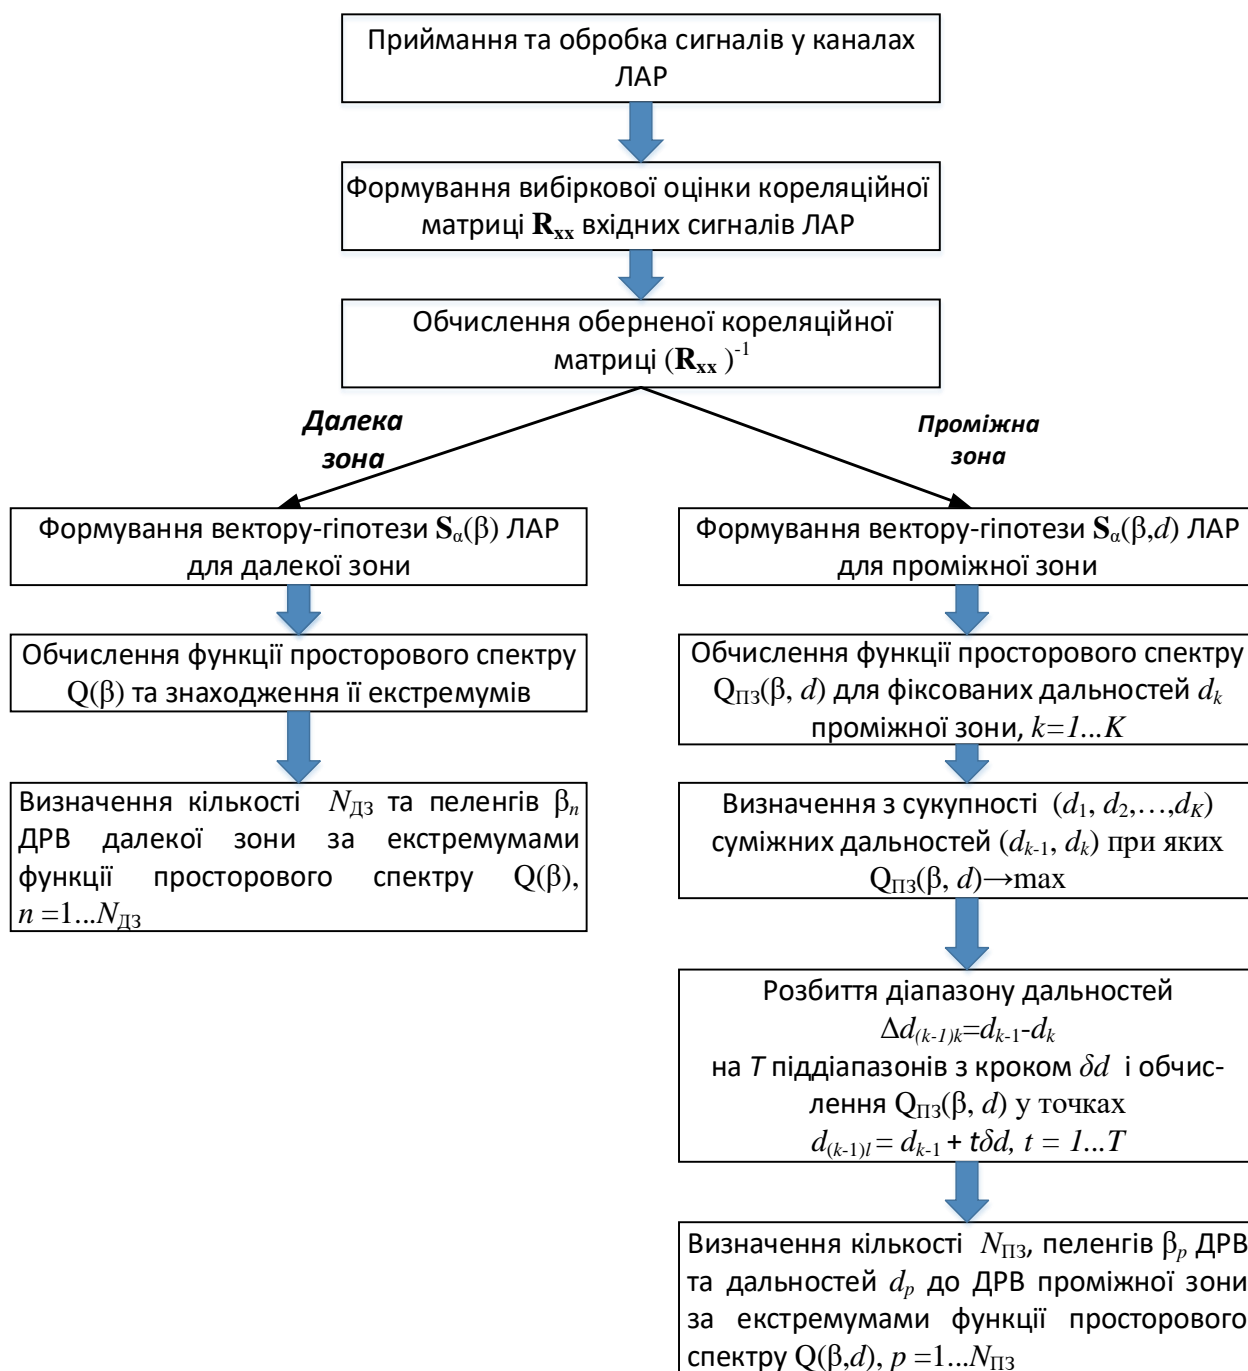 Приймання та обробка сигналів у каналах
ЛАР
Формування вибіркової оцінки кореляційної
матриці Rxx вхідних сигналів ЛАР
Обчислення оберненої кореляційної
матриці (Rxx )-1
Далека
зона
Проміжна
зона
Формування вектору-гіпотези Sα(β) ЛАР
для далекої зони
Обчислення функції просторового спектру
Q(β) та знаходження її екстремумів
Визначення кількості NДЗ та пеленгів βn
ДРВ далекої зони за екстремумами
функції просторового спектру Q(β),
n =1...NДЗ
Формування вектору-гіпотези Sα(β,d) ЛАР
для проміжної зони
Обчислення функції просторового спектру
QПЗ(β, d) для фіксованих дальностей dk
проміжної зони, k=1...K
Визначення з сукупності (d1, d2,…,dK)
суміжних дальностей (dk-1, dk) при яких
QПЗ(β, d)→max
Розбиття діапазону дальностей
Δd(k-1)k=dk-1-dk
на T піддіапазонів з кроком δd і обчис-
лення QПЗ(β, d) у точках
d(k-1)l = dk-1 + tδd, t = 1...T
Визначення кількості NПЗ, пеленгів βp ДРВ
та дальностей dp до ДРВ проміжної зони
за екстремумами функції просторового
спектру Q(β,d), p =1...NПЗ